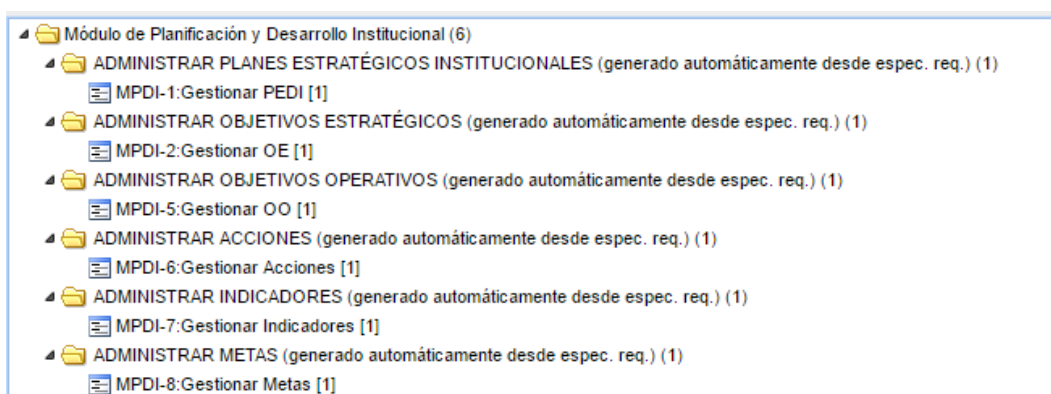 Módulo de Planificación y Desarrollo Institucional (6)
ADMINISTRAR PLANES ESTRATÉGICOS INSTITUCIONALES (generado automáticamente desde espec. req.) (1)
MPDI-1:Gestionar PEDI [1]
ADMINISTRAR OBJETIVOS ESTRATÉGICOS (generado automáticamente desde espec. req.) (1)
MPDI-2:Gestionar OE [1]
ADMINISTRAR OBJETIVOS OPERATIVOS (generado automáticamente desde espec. req.) (1)
MPDI-5:Gestionar OO [1]
ADMINISTRAR ACCIONES (generado automáticamente desde espec. req.) (1)
MPDI-6:Gestionar Acciones [1]
ADMINISTRAR INDICADORES (generado automáticamente desde espec. req.) (1)
MPDI-7:Gestionar Indicadores [1]
ADMINISTRAR METAS (generado automáticamente desde espec. req.) (1)
MPDI-8:Gestionar Metas [1]